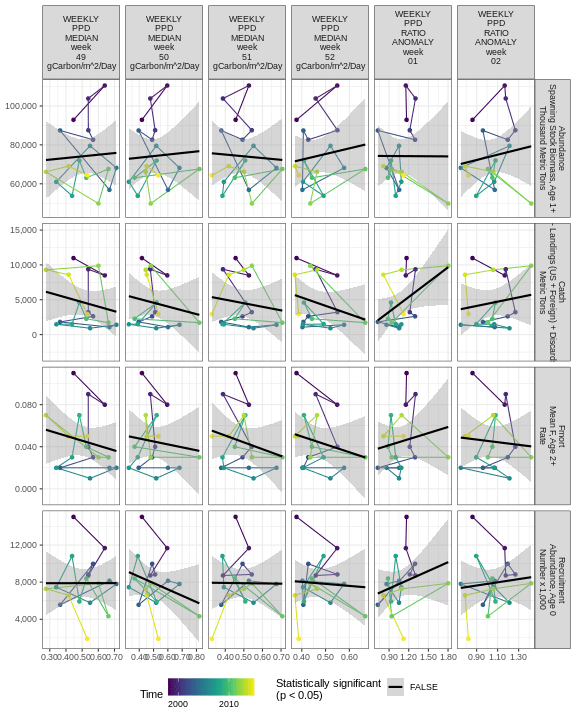 WEEKLY
PPD
MEDIAN
week
49
gCarbon/m^2/Day
WEEKLY
PPD
MEDIAN
week
50
gCarbon/m^2/Day
WEEKLY
PPD
MEDIAN
week
51
gCarbon/m^2/Day
WEEKLY
PPD
MEDIAN
week
52
gCarbon/m^2/Day
WEEKLY
PPD
RATIO
ANOMALY
week
01
WEEKLY
PPD
RATIO
ANOMALY
week
02
100,000
80,000
60,000
Abundance
Spawning Stock Biomass, Age 1+
Thousand Metric Tons
15,000
10,000
5,000
0
Catch
- Landings (US + Foreign) + Discard
Metric Tons
0.080
0.040
0.000
Fmort
Mean F, Age 2+
Rate
12,000
8,000
4,000
Recruitment
Abundance, Age 0
Number x 1,000
0.30 0.40 0.50 0.60 0.70
0.40 0.50 0.60 0.70 0.80
0.40 0.50 0.60 0.70
0.40 0.50 0.60
0.90 1.20 1.50 1.80
0.90 1.10 1.30
Time
2000 2010
Statistically significant
(p < 0.05)
FALSE